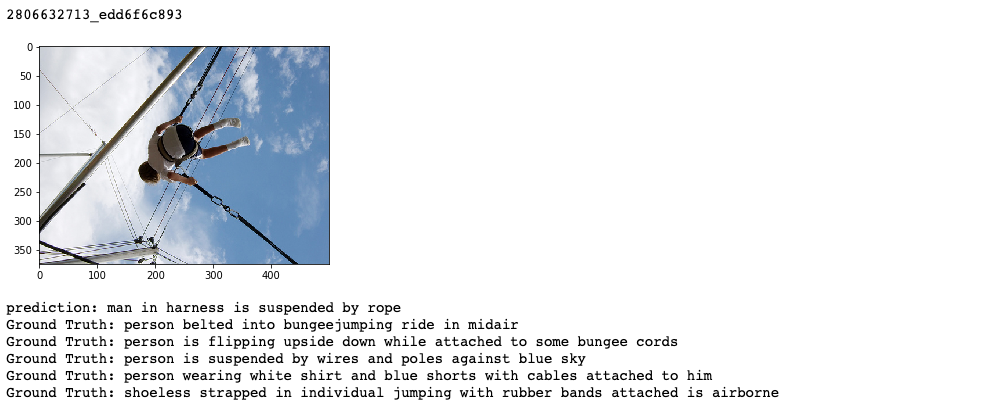 2806632713_edd6f6c893
0
50
100
150
200
250
300
350
0 100 200 300 400
prediction: man in harness is suspended by rope
Ground Truth: person belted into bungeejumping ride in midair
Ground Truth: person is flipping upside down while attached to some bungee cords
Ground Truth: person is suspended by wires and poles against blue sky
Ground Truth: person wearing white shirt and blue shorts with cables attached to him
Ground Truth: shoeless strapped in individual jumping with rubber bands attached is airborne